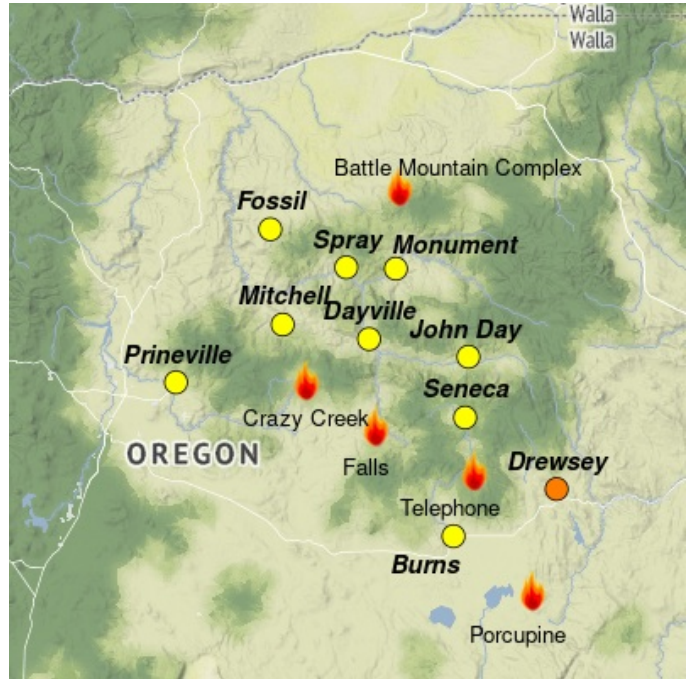 Walla
Walla
Battle Mountain Complex
Fossil
Spray
Monument
Mitchell
Dayville
John Day
Prineville
Seneca
Crazy Creek
OREGON
Falls
Drewsey
Telephone
Burns
Porcupine